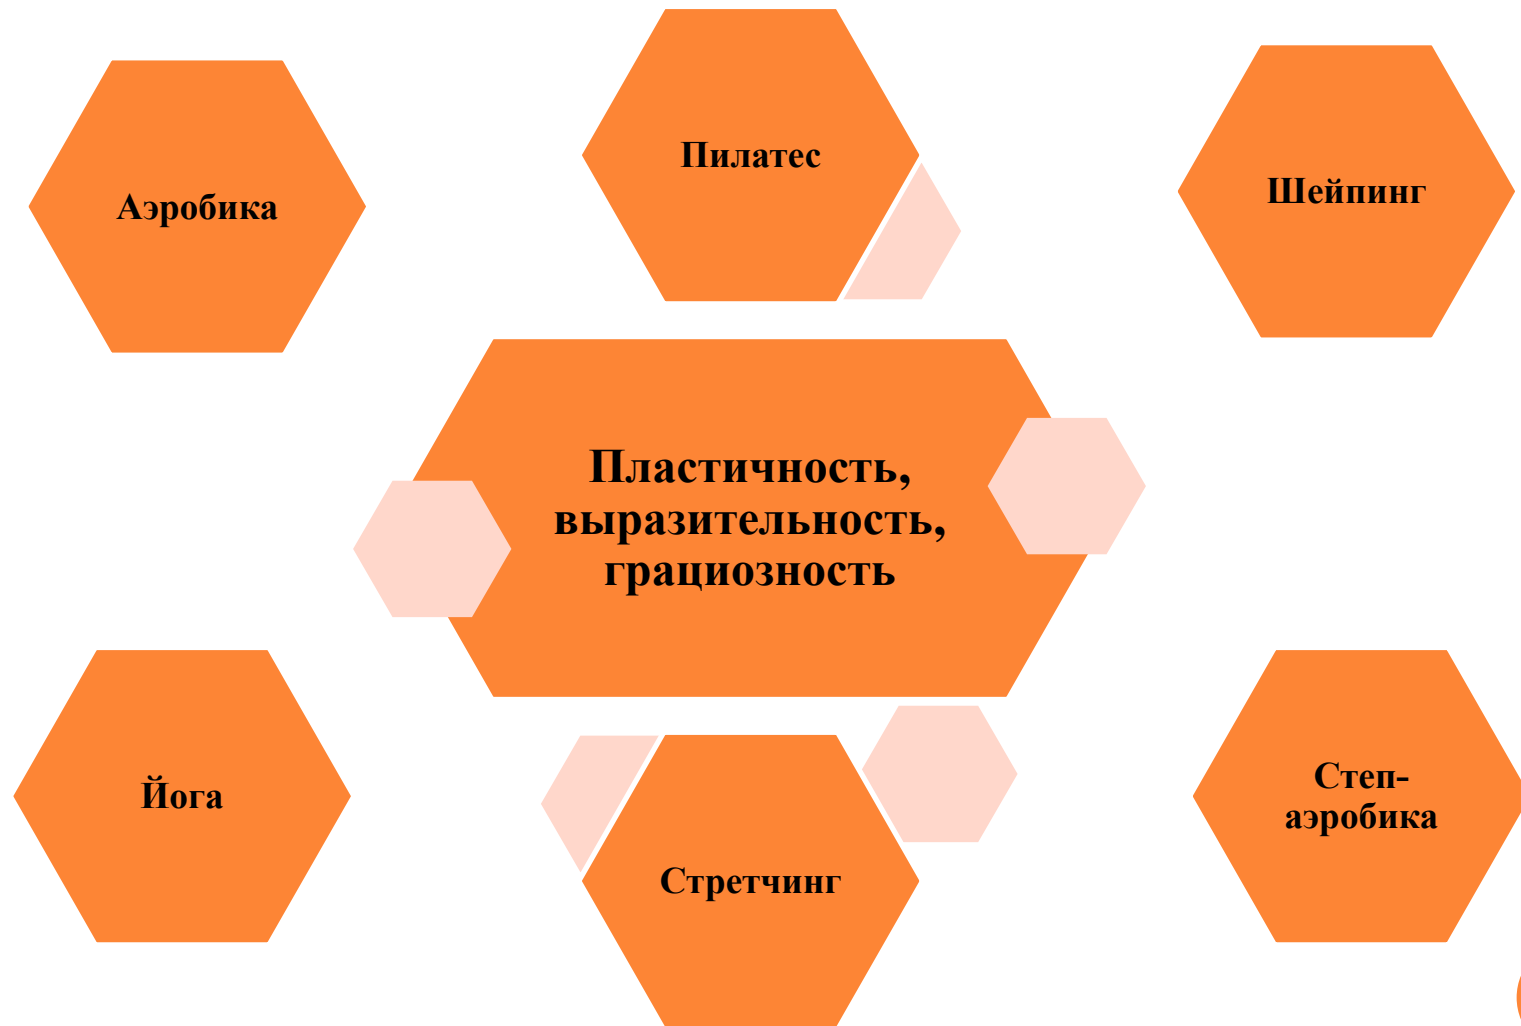 Пилатес
Аэробика
Шейпинг
Пластичность,
выразительность,
грациозность
Йога
Степ-
аэробика
Стретчинг